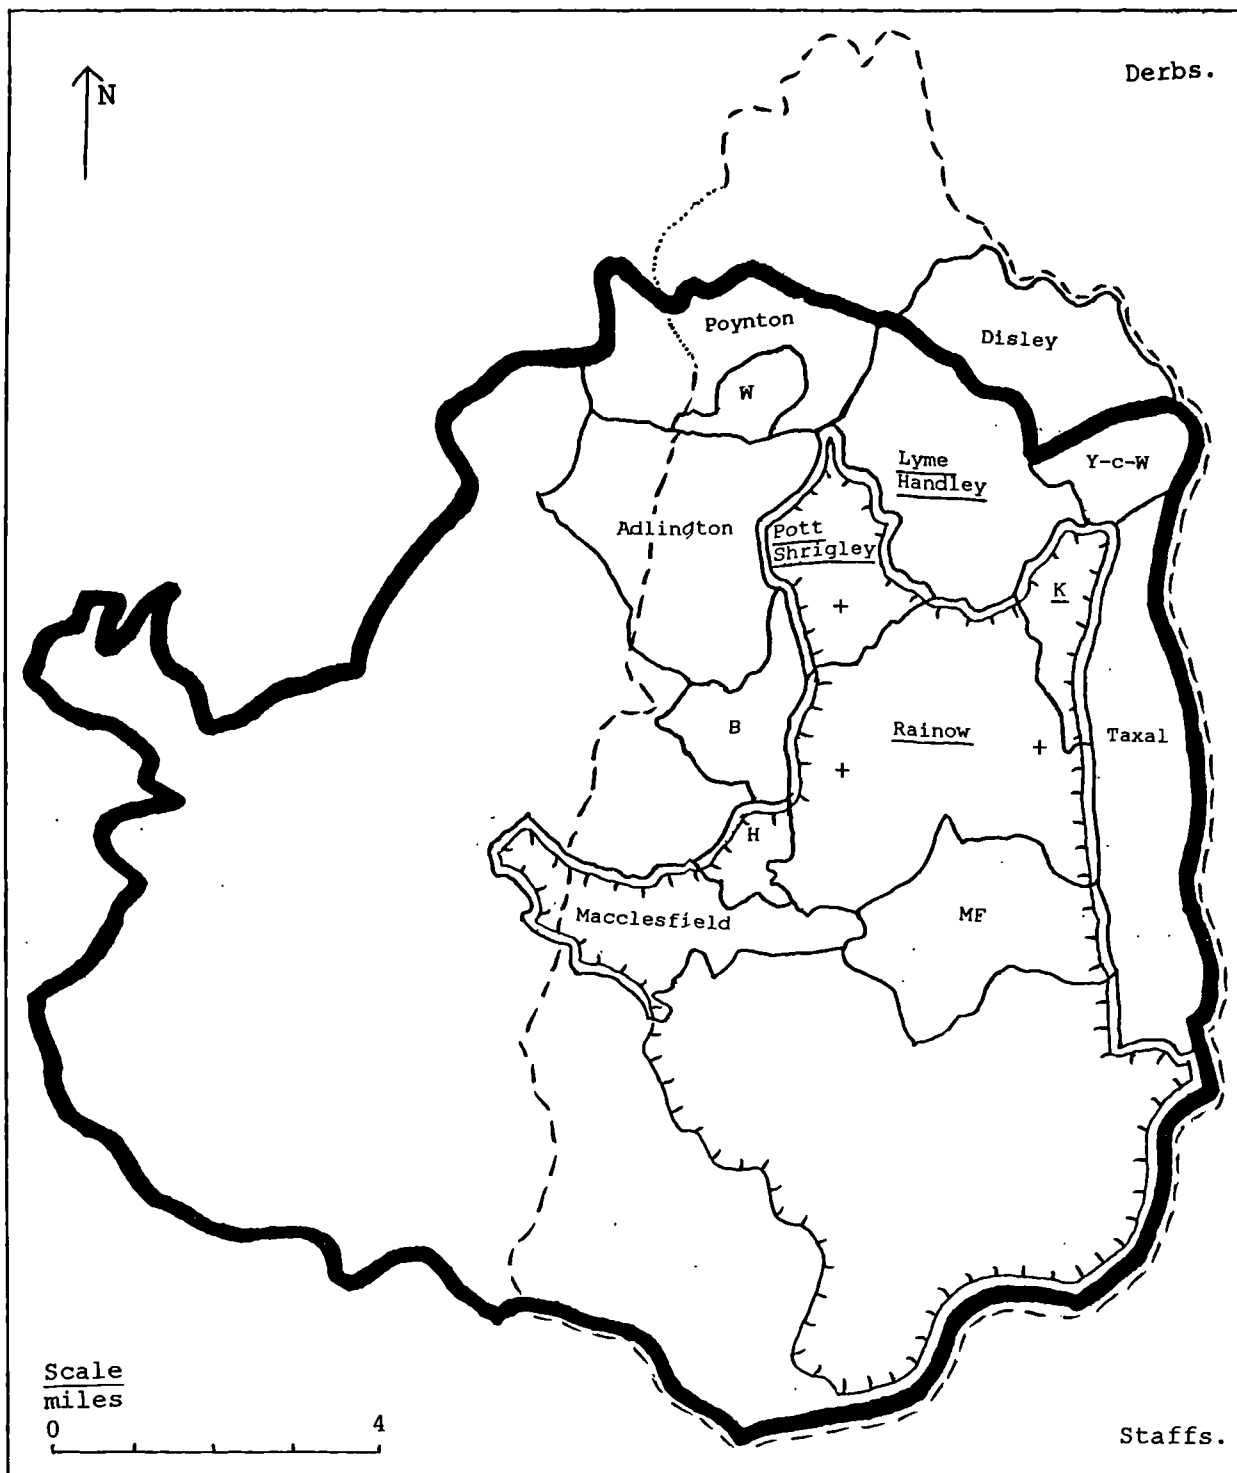 Derbs.
N
Poynton
Disley
W
Lyme
Handley
Y-c-W
Adlington
Pott
Shrigley
K
+
B
Rainow
+
Taxal
+
H
Macclesfield
MF
Scale
miles
0 4
Staffs.